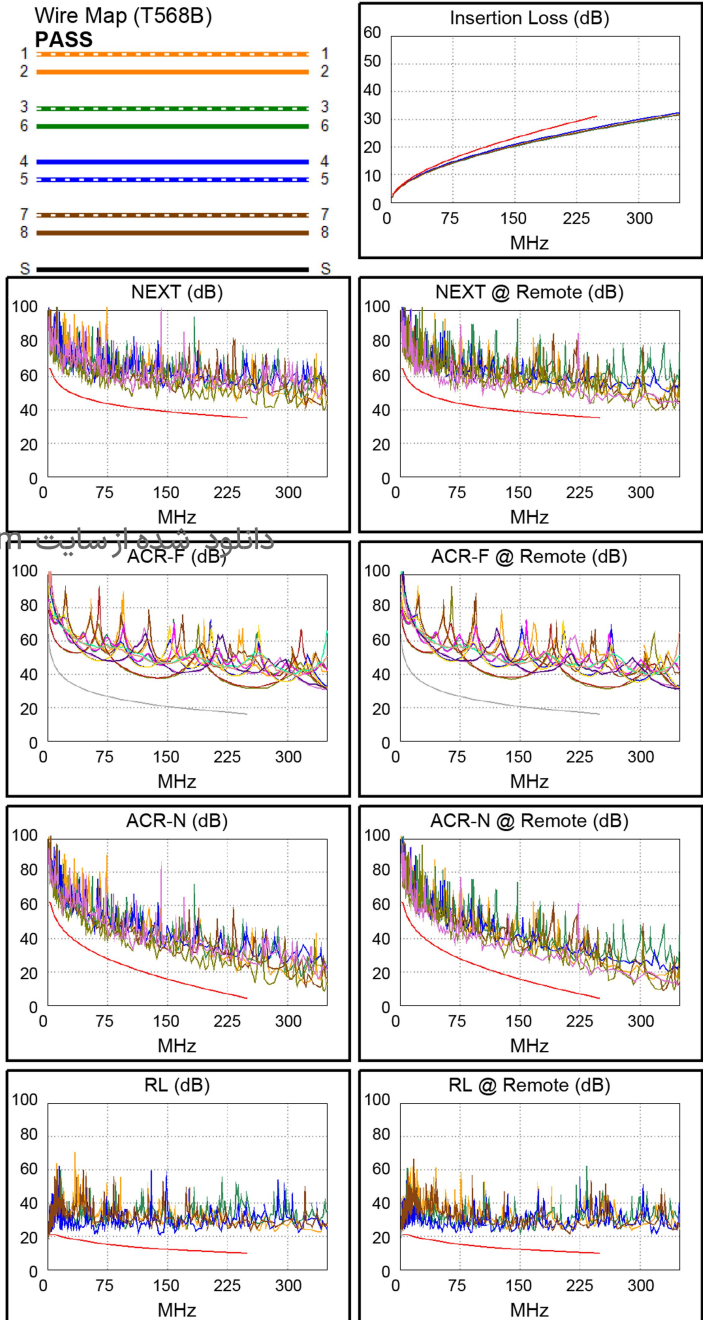 Wire Map (T568B)
PASS
1 1
2 2
3 3
6 6
4 4
5 5
7 7
8 8
S S
Insertion Loss (dB)
60
50
40
30
20
10
0
0 75 150 225 300
MHz
NEXT (dB)
100
80
60
40
20
0
0 75 150 225 300
MHz
NEXT @ Remote (dB)
100
80
60
40
20
0
0 75 150 225 300
MHz
دانلود شده از سایت m
ACR-F (dB)
100
80
60
40
20
0
0 75 150 225 300
MHz
ACR-F @ Remote (dB)
100
80
60
40
20
0
0 75 150 225 300
MHz
ACR-N (dB)
100
80
60
40
20
0
0 75 150 225 300
MHz
ACR-N @ Remote (dB)
100
80
60
40
20
0
0 75 150 225 300
MHz
RL (dB)
100
80
60
40
20
0
0 75 150 225 300
MHz
RL @ Remote (dB)
100
80
60
40
20
0
0 75 150 225 300
MHz